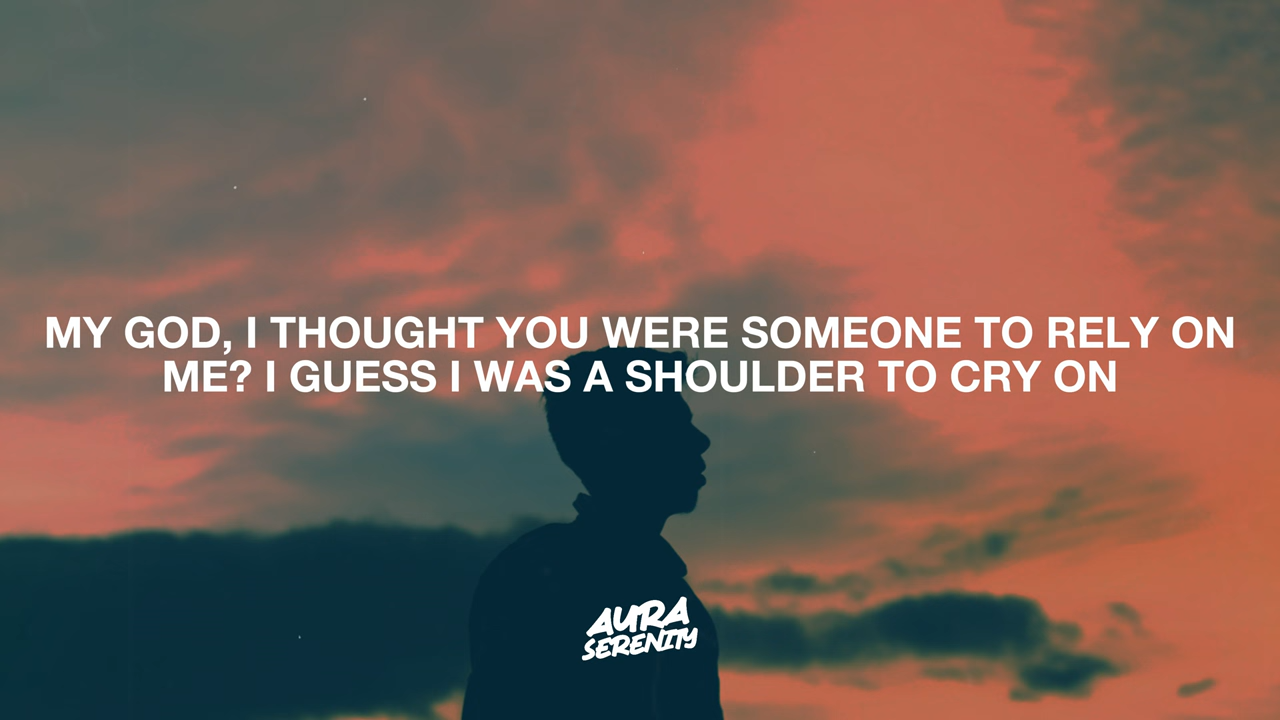 MY GOD, I THOUGHT YOU WERE SOMEONE TO RELY ON
ME? I GUESS I WAS A SHOULDER TO CRY ON
AURA
SERENITY